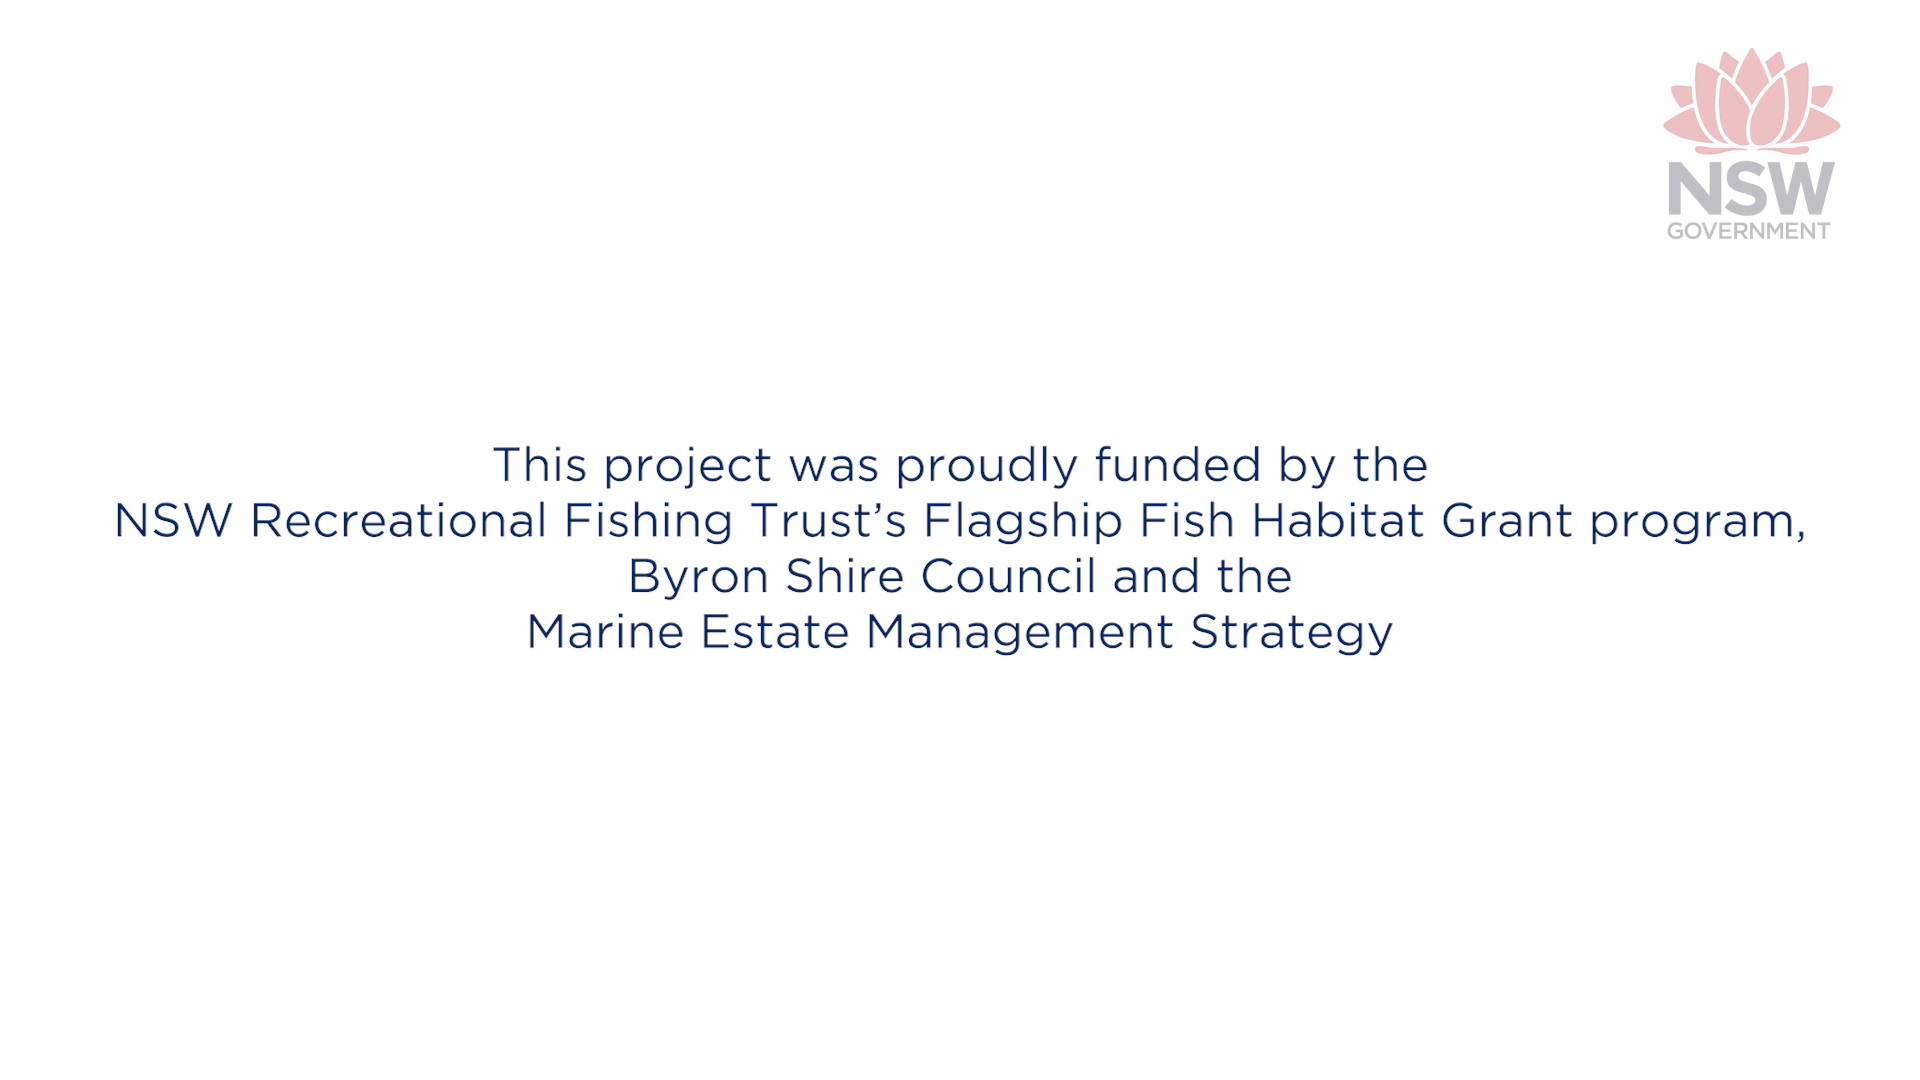 NSW
GOVERNMENT
This project was proudly funded by the
NSW Recreational Fishing Trust’s Flagship Fish Habitat Grant program,
Byron Shire Council and the
Marine Estate Management Strategy